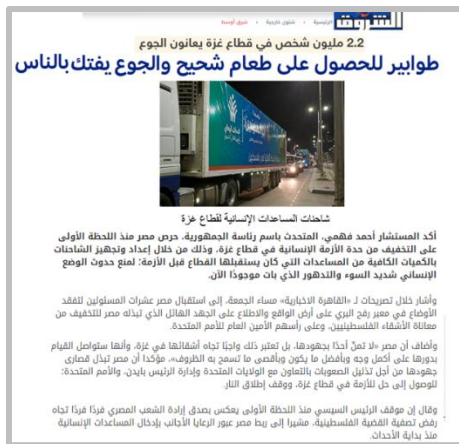 الشروق
الرئيسية › شئون خارجية › شرق أوسط
2.2 مليون شخص في قطاع غزة يعانون الجوع
طوابير للحصول على طعام شحيح والجوع يفتك بالناس
شاحنات المساعدات الإنسانية لقطاع غزة
أكد المستشار أحمد فهمي، المتحدث باسم رئاسة الجمهورية، حرص مصر منذ اللحظة الأولى
على التخفيف من حدة الأزمة الإنسانية في قطاع غزة، وذلك من خلال إعداد وتجهيز الشاحنات
بالكميات الكافية من المساعدات التي كان يستقبلها القطاع قبل الأزمة؛ لمنع حدوث الوضع
الإنساني شديد السوء والتدهور الذي بات موجودًا الآن.
وأشار خلال تصريحات لـ «القاهرة الاخبارية» مساء الجمعة، إلى استقبال مصر عشرات المسئولين لتفقد
الأوضاع في معبر رفح البري على أرض الواقع والاطلاع على الجهد الهائل الذي تبذله مصر للتخفيف من
معاناة الأشقاء الفلسطينيين، وعلى رأسهم الأمين العام للأمم المتحدة.
وأضاف أن مصر «لا تمنّ أحدًا بجهودها، بل تعتبر ذلك واجبًا تجاه أشقائها في غزة، وأنها ستواصل القيام
بدورها على أكمل وجه وبأفضل ما يكون وبأقصى ما تسمح به الظروف»، مؤكدا أن مصر تبذل قصارى
جهودها من أجل تذليل الصعوبات بالتعاون مع الولايات المتحدة وإدارة الرئيس بايدن، والأمم المتحدة؛
للوصول إلى حل للأزمة في قطاع غزة، ووقف إطلاق النار.
وقال إن موقف الرئيس السيسي منذ اللحظة الأولى يعكس بصدق إرادة الشعب المصري فردًا فردًا تجاه
رفض تصفية القضية الفلسطينية، مشيرا إلى ربط مصر عبور الرعايا الأجانب بإدخال المساعدات الإنسانية
منذ بداية الأحداث.